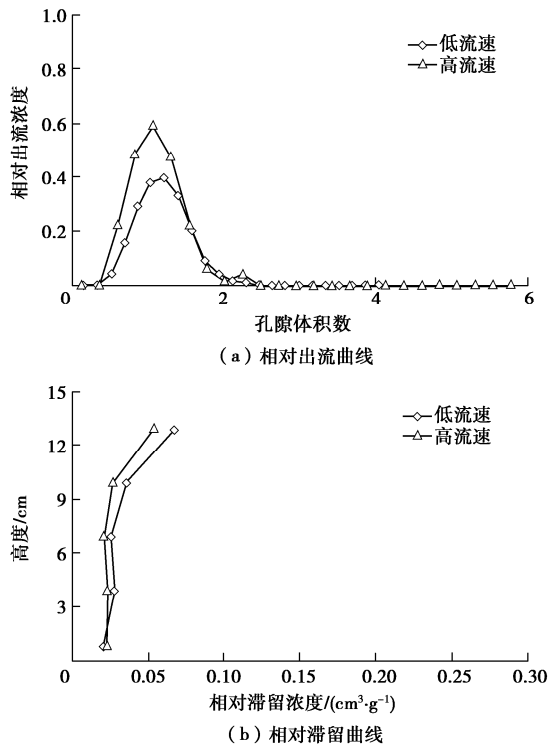 1.0
0.8
0.6
0.4
0.2
0
2
4
6
相对出流浓度
低流速
高流速
孔隙体积数
（a）相对出流曲线
15
12
9
6
3
0
0.05
0.10
0.15
0.20
0.25
0.30
高度/cm
低流速
高流速
相对滞留浓度/(cm³·g⁻¹)
（b）相对滞留曲线